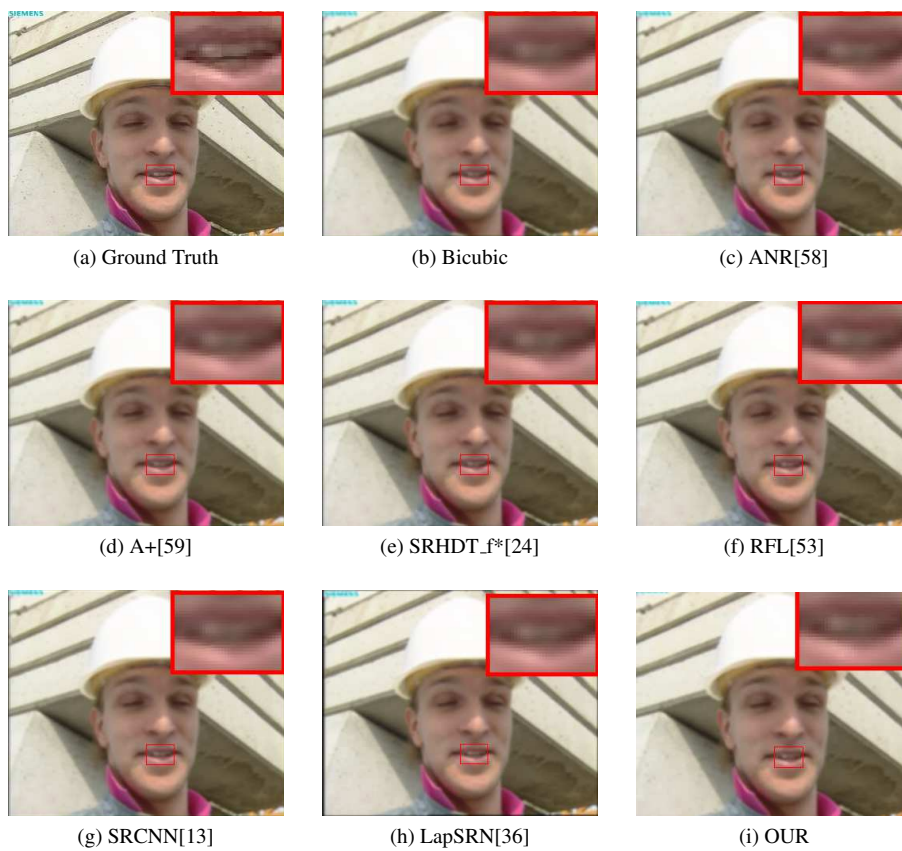 SIEMENS
(a) Ground Truth
(b) Bicubic
(c) ANR[58]
(d) A+[59]
(e) SRHDT_f*[24]
(f) RFL[53]
(g) SRCNN[13]
(h) LapSRN[36]
(i) OUR